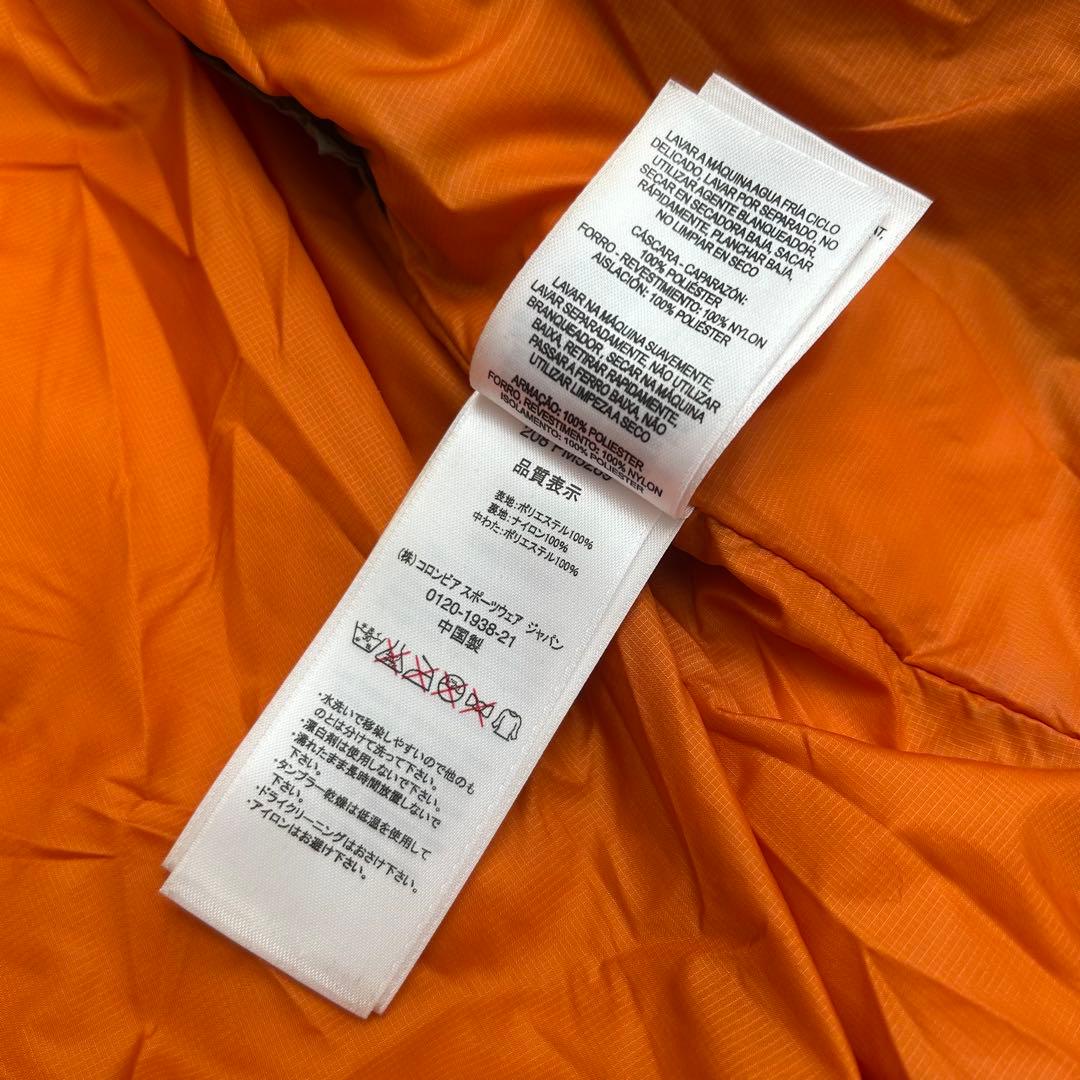 LAVAR A MÁQUINA AGUA FRÍA CICLO
DELICADO, LAVAR POR SEPARADO, NO
UTILIZAR AGENTE BLANQUEADOR,
SECAR EN SECADORA BAJA, SACAR
RÁPIDAMENTE, PLANCHAR BAJA,
NO LIMPIAR EN SECO
CÁSCARA - CAPARAZÓN:
100% POLIÉSTER
FORRO - REVESTIMIENTO: 100% NYLON
AISLACIÓN: 100% POLIÉSTER
LAVAR NA MÁQUINA SUAVEMENTE,
LAVAR SEPARADAMENTE, NÃO UTILIZAR
BRANQUEADOR, SECAR NA MÁQUINA
BAIXA, RETIRAR RAPIDAMENTE,
PASSAR A FERRO BAIXA, NÃO
UTILIZAR LIMPEZA A SECO
ARMAÇÃO: 100% POLIESTER
FORRO, REVESTIMENTO: 100% NYLON
ISOLAMENTO: 100% POLIESTER
AT,
品質表示
表地:ポリエステル100%
裏地:ナイロン100%
中わた:ポリエステル100%
(株)コロンビア スポーツウェア ジャパン
0120-1938-21
中国製
・水洗いで移染しやすいので他のも
のとは分けて洗って下さい。
・漂白剤は使用しないで下さい。
・濡れたまま長時間放置しないで
下さい。
・タンブラー乾燥は低温を使用して
下さい。
・ドライクリーニングはおさけ下さい。
・アイロンはお避け下さい。